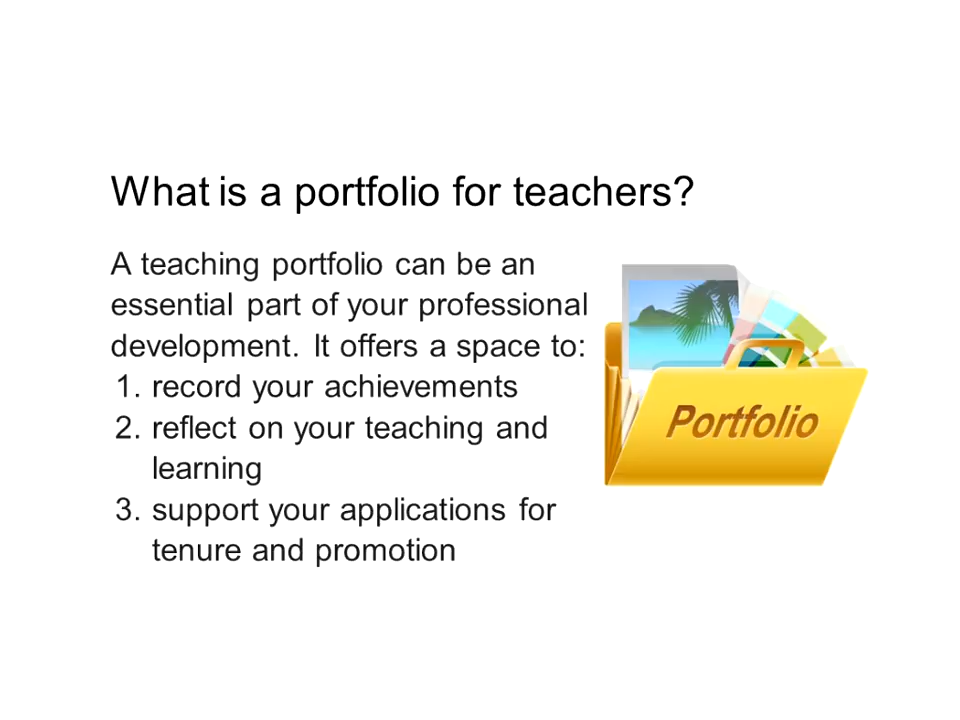 What is a portfolio for teachers?
A teaching portfolio can be an
essential part of your professional
development. It offers a space to:
1. record your achievements
2. reflect on your teaching and
learning
3. support your applications for
tenure and promotion
Portfolio